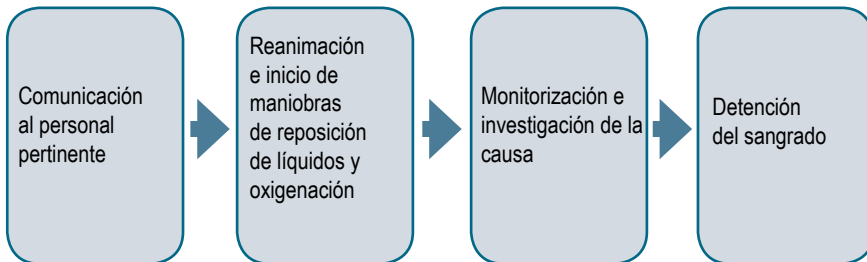 Comunicación
al personal
pertinente
Reanimación
e inicio de
maniobras
de reposición
de líquidos y
oxigenación
Monitorización e
investigación de la
causa
Detención
del sangrado